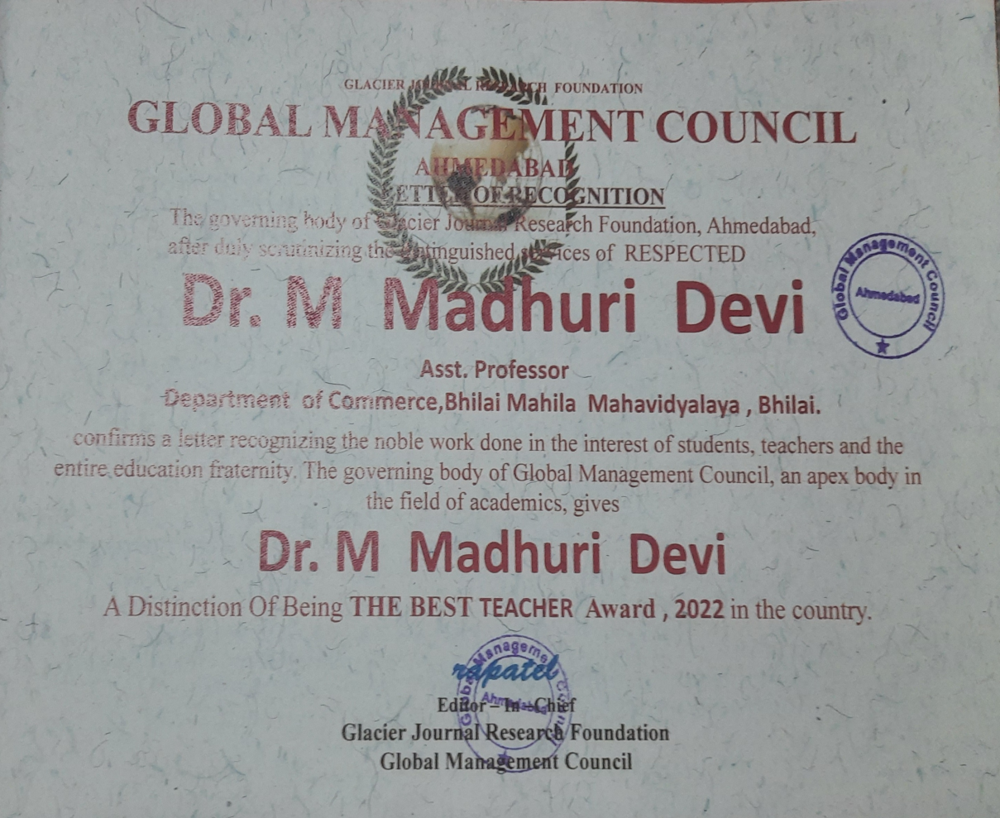 GLACIER JOURNAL RESEARCH FOUNDATION
GLOBAL MANAGEMENT COUNCIL
AHMEDABAD
LETTER OF RECOGNITION
The governing body of Glacier Journal Research Foundation, Ahmedabad,
after duly scrutinizing the distinguished services of RESPECTED
Dr. M Madhuri Devi
Global Management Council
Ahmedabad
Asst. Professor
Department of Commerce,Bhilai Mahila Mahavidyalaya , Bhilai.
confirms a letter recognizing the noble work done in the interest of students, teachers and the
entire education fraternity. The governing body of Global Management Council, an apex body in
the field of academics, gives
Dr. M Madhuri Devi
A Distinction Of Being THE BEST TEACHER Award , 2022 in the country.
Global Management Council
rapatel
Ahmedabad
Editor – In – Chief
Glacier Journal Research Foundation
Global Management Council